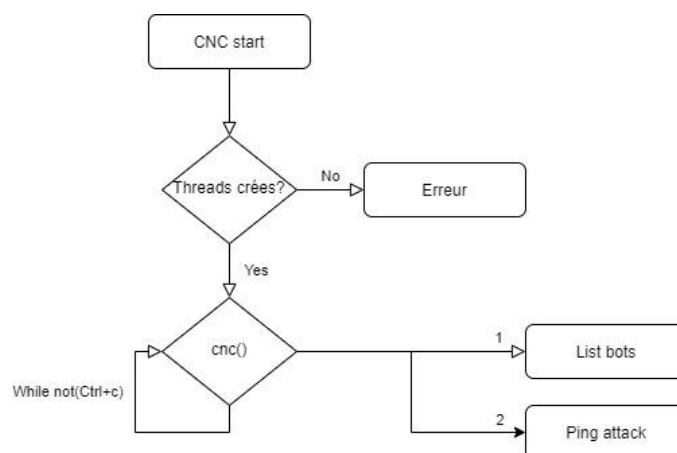 CNC start
Threads crées?
No
Erreur
Yes
cnc()
1
List bots
While not(Ctrl+c)
2
Ping attack